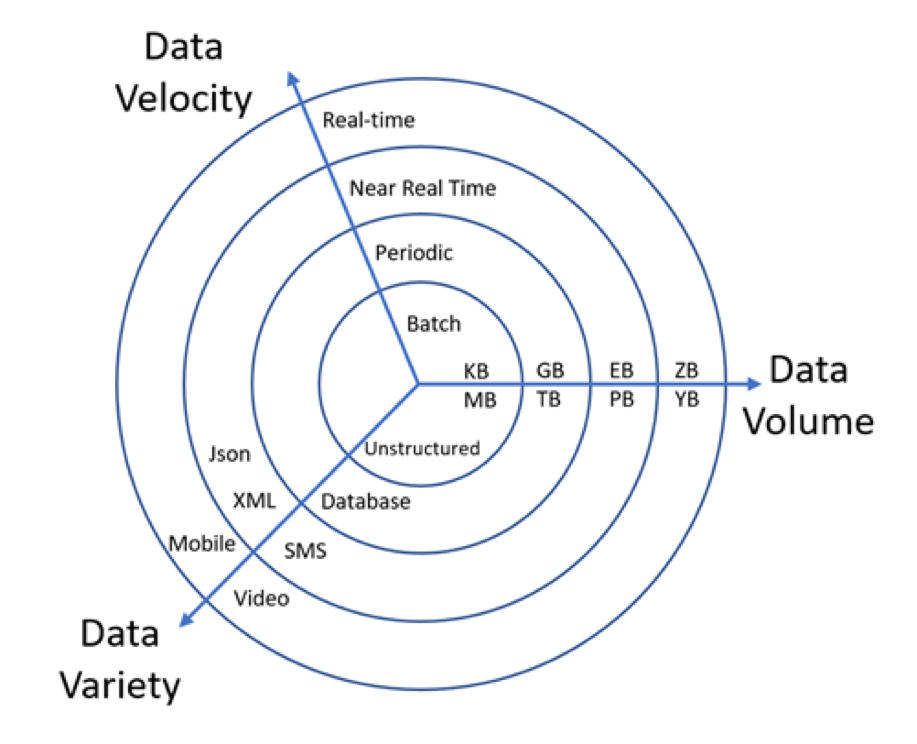 Data
Velocity
Real-time
Near Real Time
Periodic
Batch
KB GB EB ZB
MB TB PB YB
Data
Volume
Unstructured
Json
XML Database
Mobile SMS
Video
Data
Variety